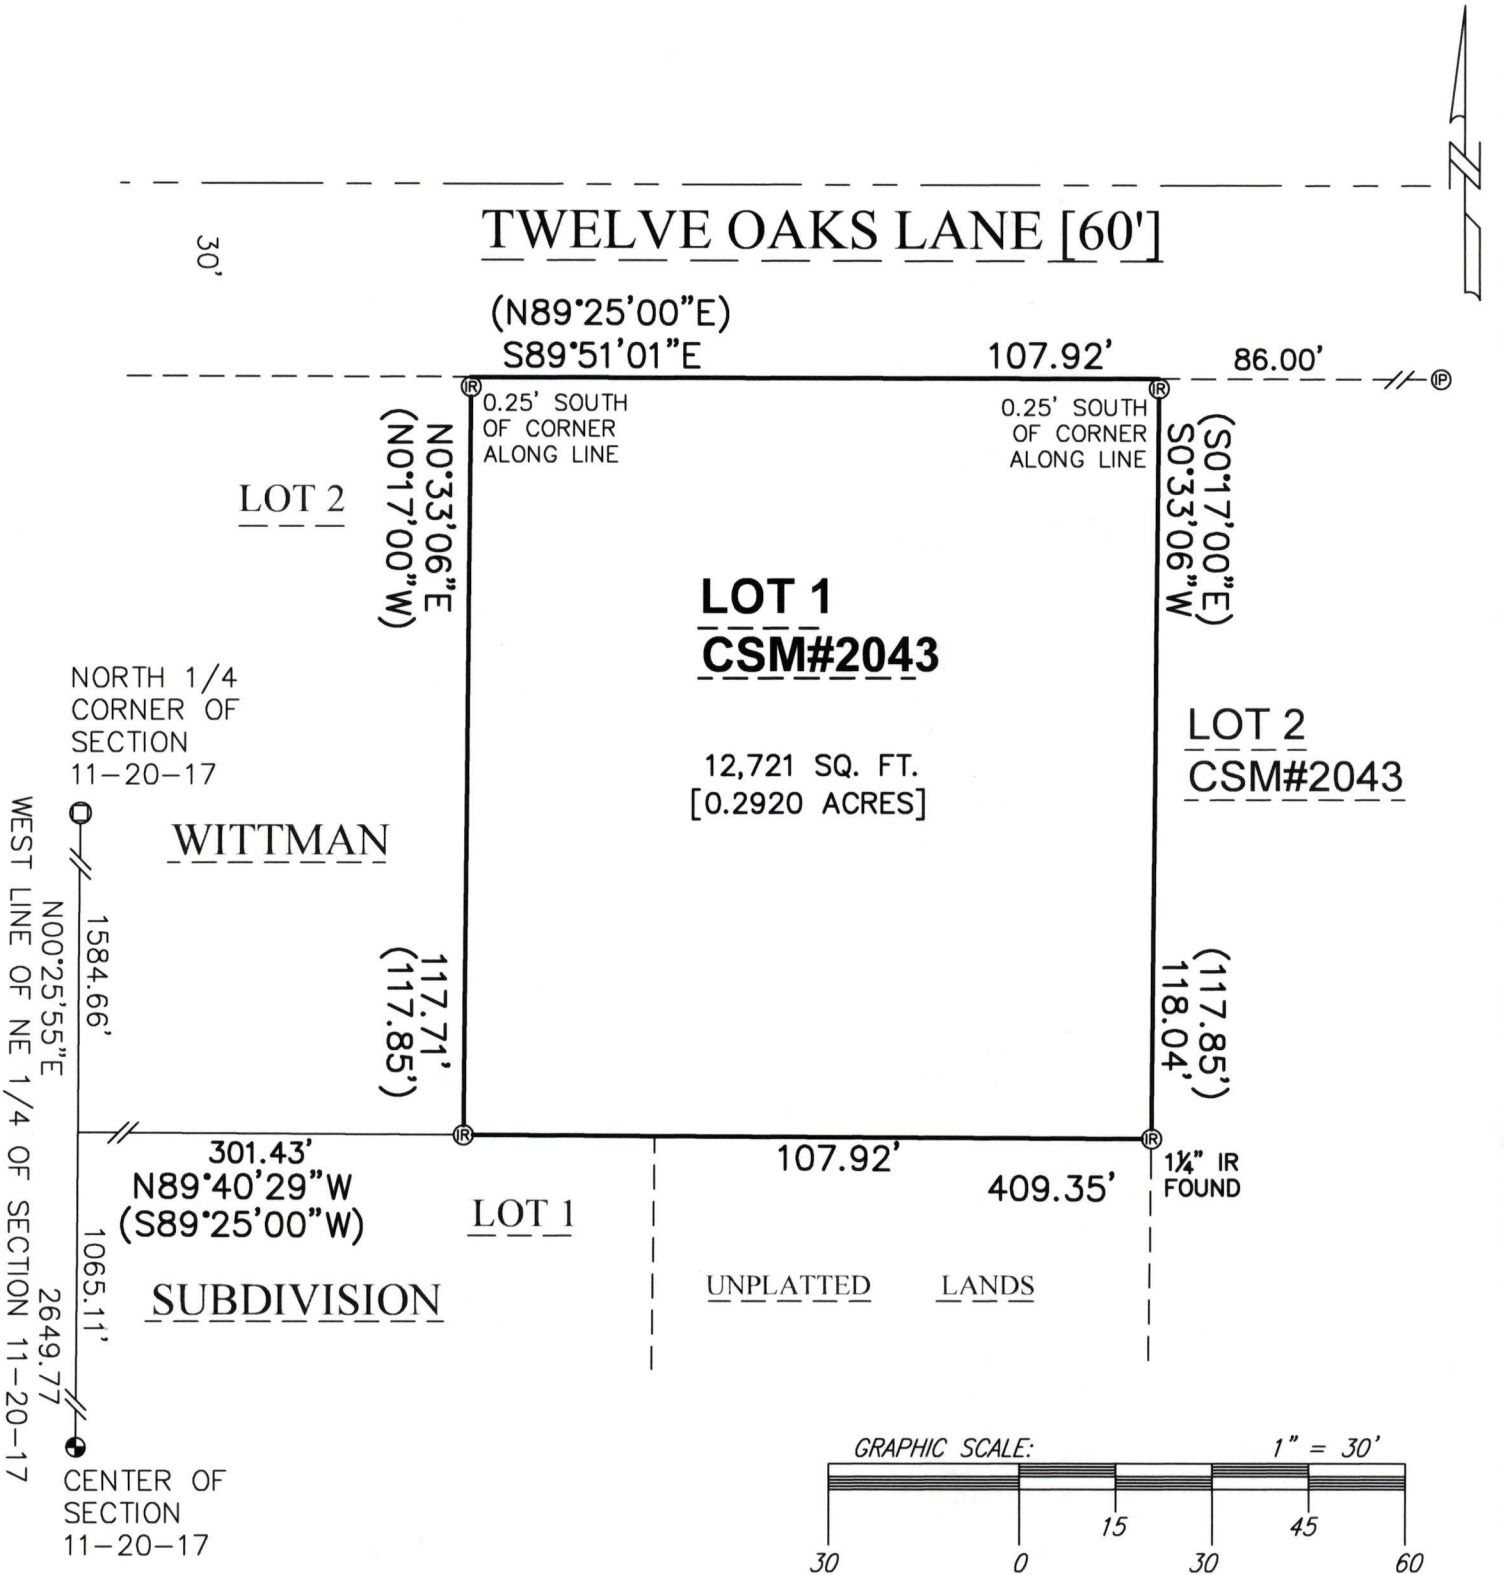 N
TWELVE OAKS LANE [60']
30'
(N89°25'00"E)
S89°51'01"E
107.92'
86.00'
IR
IR
IP
0.25' SOUTH
OF CORNER
ALONG LINE
0.25' SOUTH
OF CORNER
ALONG LINE
N0°33'06"E
(N0°17'00"W)
(S0°17'00"E)
S0°33'06"W
LOT 2
LOT 1
CSM#2043
12,721 SQ. FT.
[0.2920 ACRES]
LOT 2
CSM#2043
NORTH 1/4
CORNER OF
SECTION
11-20-17
WITTMAN
1584.66'
N00°25'55"E
WEST LINE OF NE 1/4 OF SECTION 11-20-17
117.71'
(117.85')
(117.85')
118.04'
IR
IR
301.43'
N89°40'29"W
(S89°25'00"W)
107.92'
409.35'
1¼" IR
FOUND
LOT 1
SUBDIVISION
UNPLATTED LANDS
1065.11'
2649.77
CENTER OF
SECTION
11-20-17
GRAPHIC SCALE: 1" = 30'
15 45
30 0 30 60